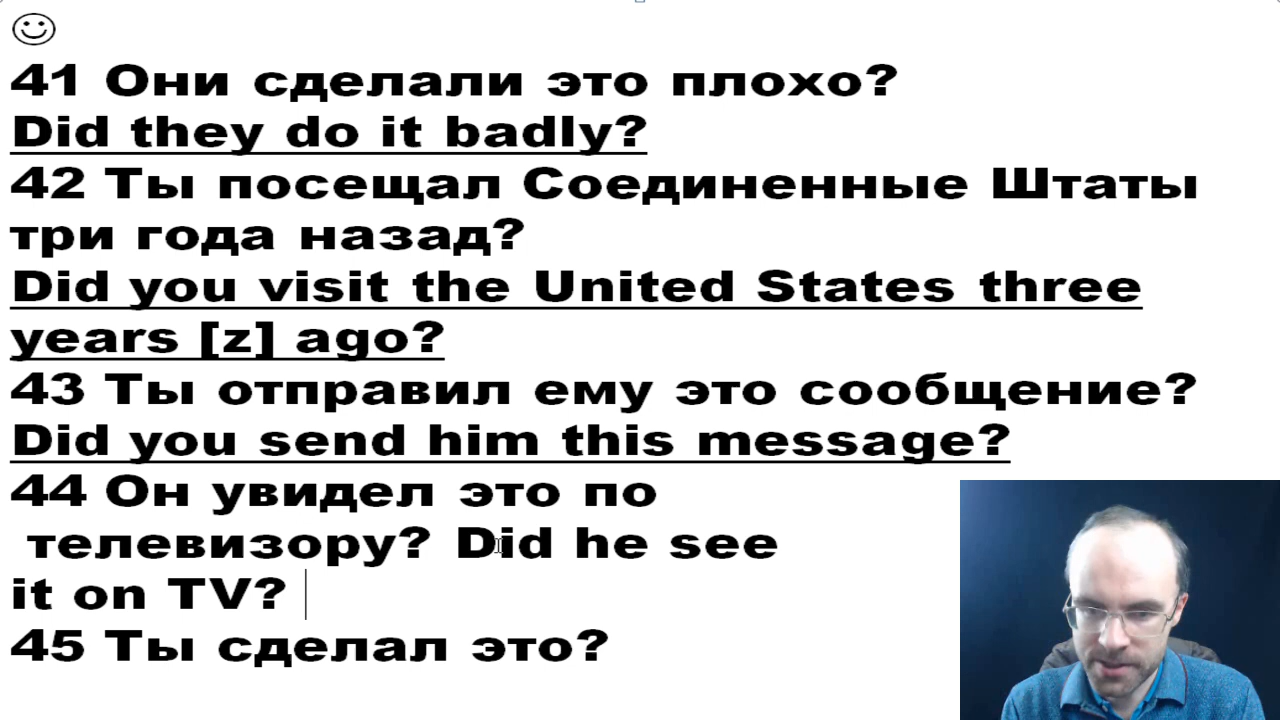 41 Они сделали это плохо?
Did they do it badly?
42 Ты посещал Соединенные Штаты
три года назад?
Did you visit the United States three
years [z] ago?
43 Ты отправил ему это сообщение?
Did you send him this message?
44 Он увидел это по
телевизору? Did he see
it on TV?
45 Ты сделал это?